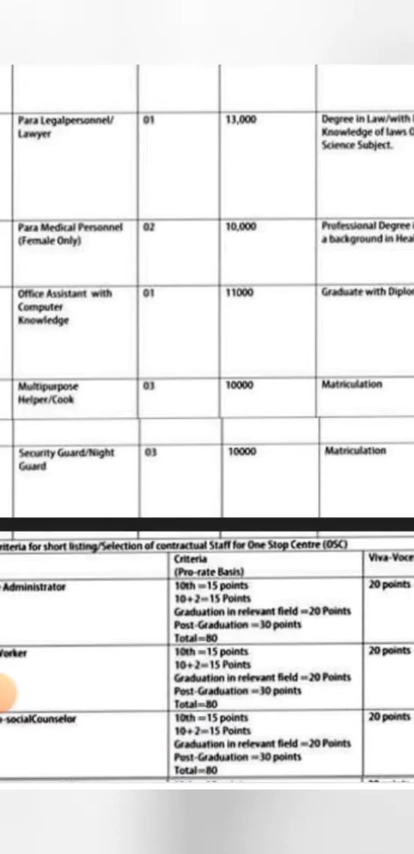 Para Legalpersonnel/ 01 13,000 Degree in Law/with
Lawyer Knowledge of laws
Science Subject.
Para Medical Personnel 02 10,000 Professional Degree
(Female Only) a background in
Office Assistant with 01 11000 Graduate with
Computer
Knowledge
Multipurpose 03 10000 Matriculation
Helper/Cook
Security Guard/Night 03 10000 Matriculation
Guard
for short listing/Selection of contractual Staff for One Stop Centre (OSC)
Criteria Viva-Voce
(Pro-rate Basis)
Administrator 10th =15 points 20 points
10+2=15 Points
Graduation in relevant field =20 Points
Post-Graduation =30 points
Total=80
10th =15 points 20 points
10+2=15 Points
Graduation in relevant field =20 Points
Post-Graduation =30 points
Total=80
-socialCounselor 10th =15 points 20 points
10+2=15 Points
Graduation in relevant field =20 Points
Post-Graduation =30 points
Total=80